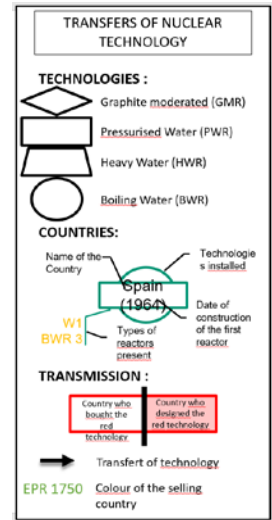 TRANSFERS OF NUCLEAR
TECHNOLOGY
TECHNOLOGIES :
Graphite moderated (GMR)
Pressurised Water (PWR)
Heavy Water (HWR)
Boiling Water (BWR)
COUNTRIES:
Name of the
Country
Technologie
s installed
Spain
(1964)
W1
BWR 3
Types of
reactors
present
Date of
construction
of the first
reactor
TRANSMISSION :
Country who
bought the
red
technology
Country who
designed the
red technology
Transfert of technology
EPR 1750
Colour of the selling
country